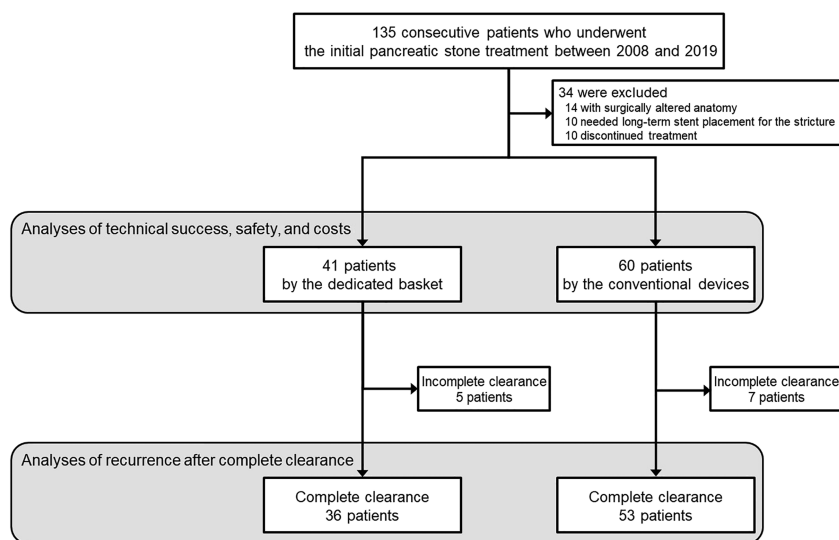 135 consecutive patients who underwent
the initial pancreatic stone treatment between 2008 and 2019
34 were excluded
14 with surgically altered anatomy
10 needed long-term stent placement for the stricture
10 discontinued treatment
Analyses of technical success, safety, and costs
41 patients
by the dedicated basket
60 patients
by the conventional devices
Incomplete clearance
5 patients
Incomplete clearance
7 patients
Analyses of recurrence after complete clearance
Complete clearance
36 patients
Complete clearance
53 patients